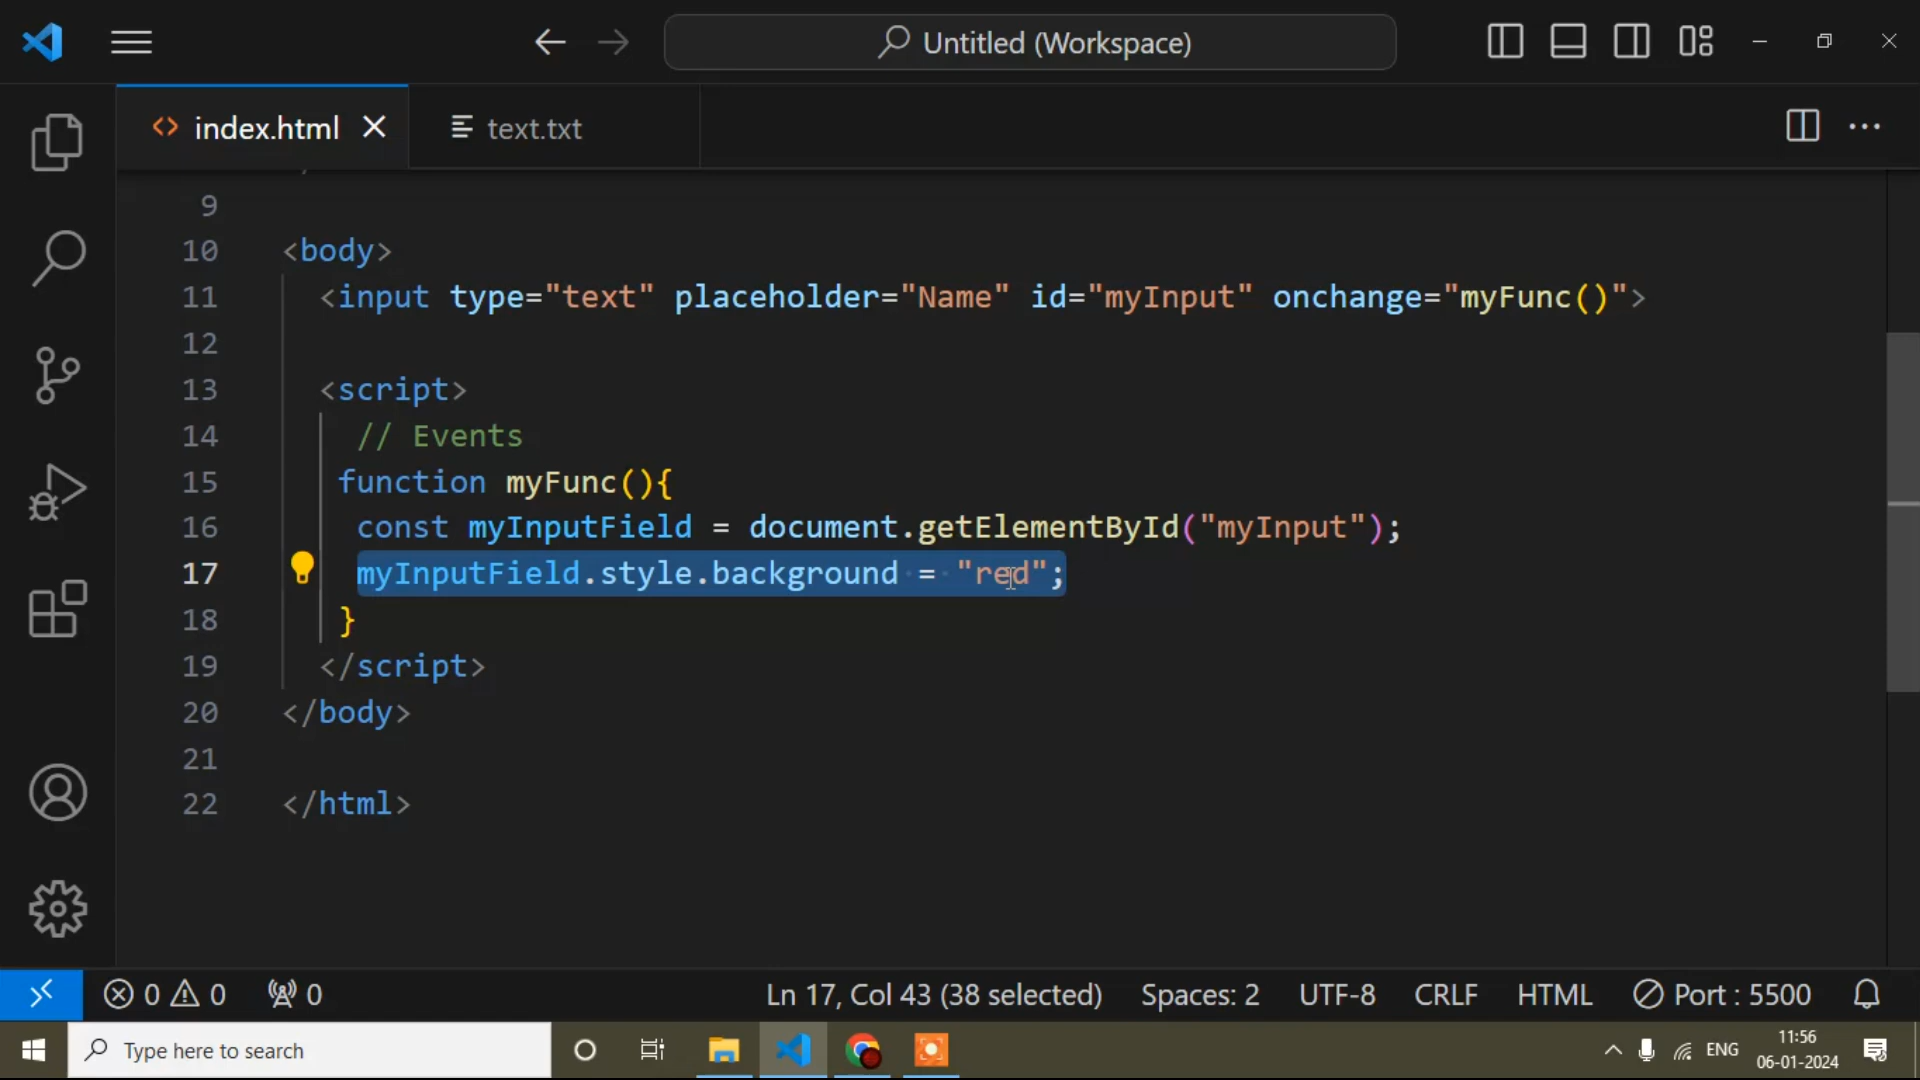 Untitled (Workspace)
index.html
text.txt
9
10 <body>
11 <input type="text" placeholder="Name" id="myInput" onchange="myFunc()">
12
13 <script>
14 // Events
15 function myFunc(){
16 const myInputField = document.getElementById("myInput");
17 myInputField.style.background = "red";
18 }
19 </script>
20 </body>
21
22 </html>
0 0 0 Ln 17, Col 43 (38 selected) Spaces: 2 UTF-8 CRLF HTML Port : 5500
Type here to search
ENG
11:56
06-01-2024